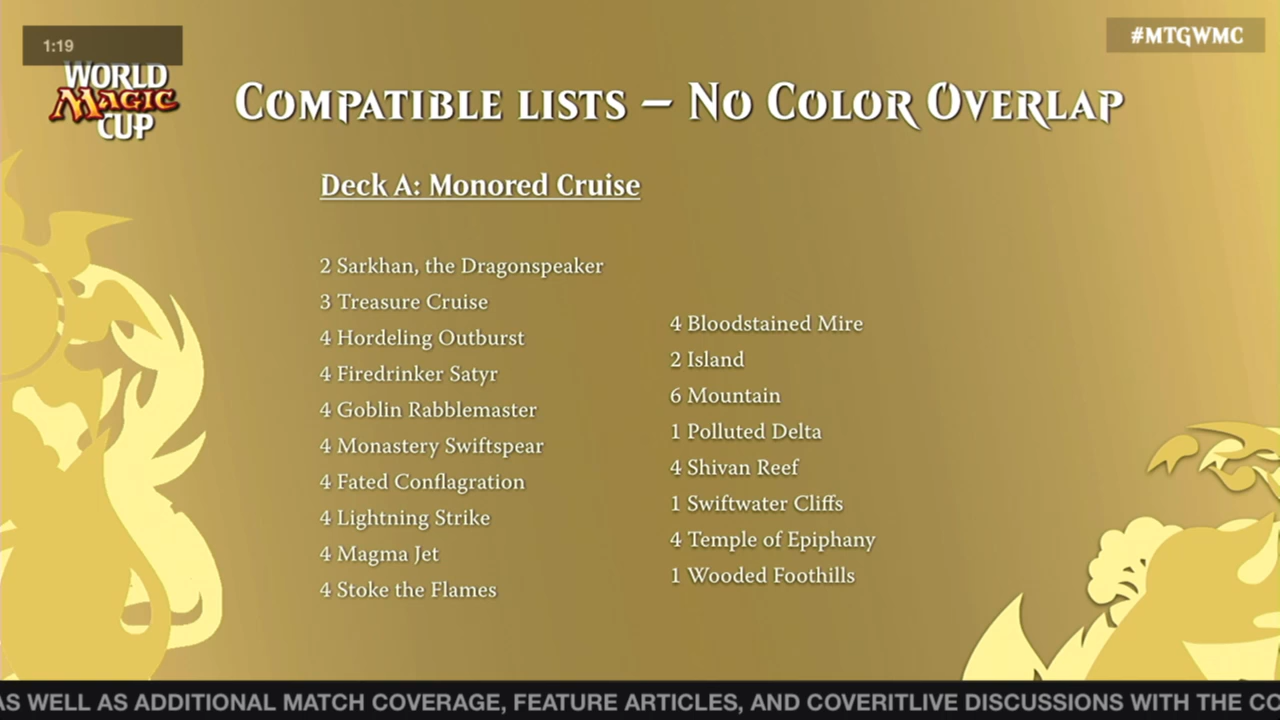 1:19
#MTGWMC
WORLD
MAGIC
CUP
COMPATIBLE LISTS – NO COLOR OVERLAP
Deck A: Monored Cruise
2 Sarkhan, the Dragonspeaker
3 Treasure Cruise
4 Hordeling Outburst
4 Firedrinker Satyr
4 Goblin Rabblemaster
4 Monastery Swiftspear
4 Fated Conflagration
4 Lightning Strike
4 Magma Jet
4 Stoke the Flames
4 Bloodstained Mire
2 Island
6 Mountain
1 Polluted Delta
4 Shivan Reef
1 Swiftwater Cliffs
4 Temple of Epiphany
1 Wooded Foothills
AS WELL AS ADDITIONAL MATCH COVERAGE, FEATURE ARTICLES, AND COVERITLIVE DISCUSSIONS WITH THE